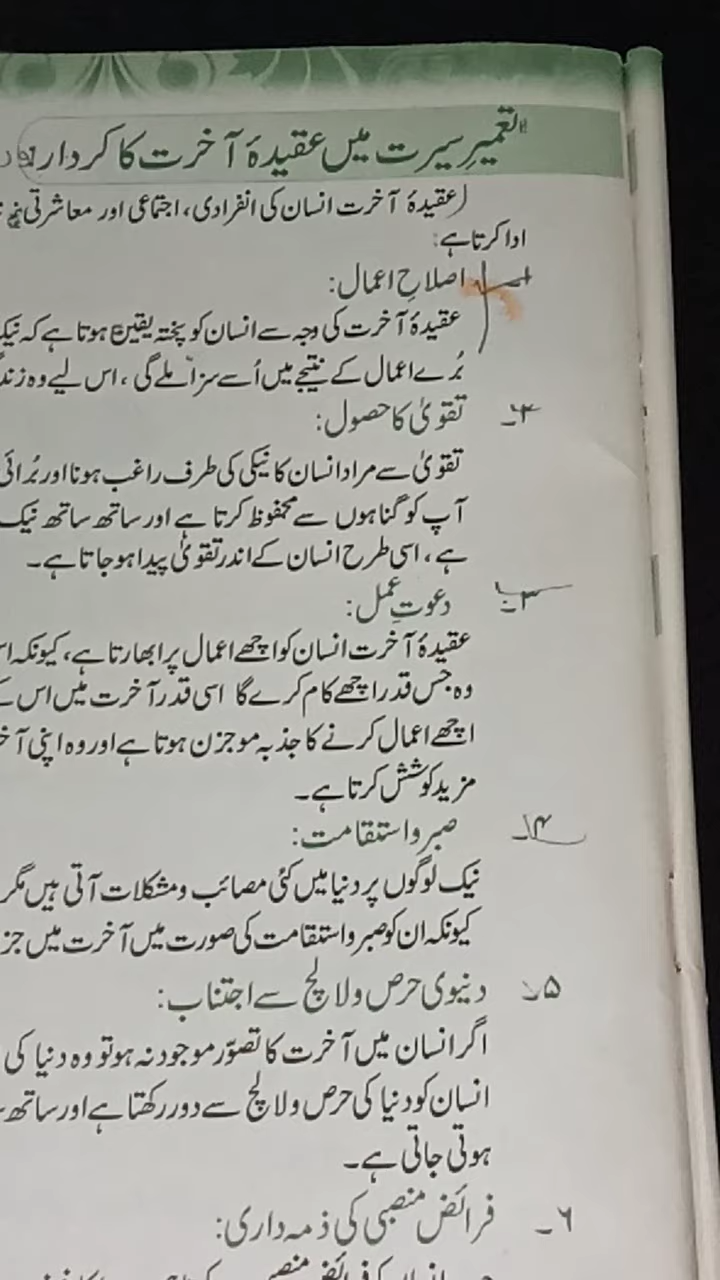 تعمیرِ سیرت میں عقیدۂ آخرت کا کردار
(عقیدۂ آخرت انسان کی انفرادی، اجتماعی اور معاشرتی
ادا کرتا ہے:
۱۔ اصلاحِ اعمال:
عقیدۂ آخرت کی وجہ سے انسان کو پختہ یقین ہوتا ہے کہ نیک
بُرے اعمال کے نتیجے میں اُسے سزا ملے گی، اس لیے وہ
۲۔ تقویٰ کا حصول:
تقویٰ سے مراد انسان کا نیکی کی طرف راغب ہونا اور بُرائی
آپ کو گناہوں سے محفوظ کرتا ہے اور ساتھ ساتھ نیک
ہے، اسی طرح انسان کے اندر تقویٰ پیدا ہو جاتا ہے۔
۳۔ دعوتِ عمل:
عقیدۂ آخرت انسان کو اچھے اعمال پر ابھارتا ہے، کیونکہ
وہ جس قدر اچھے کام کرے گا اسی قدر آخرت میں اس
اچھے اعمال کرنے کا جذبہ موجزن ہوتا ہے اور وہ اپنی
مزید کوشش کرتا ہے۔
۴۔ صبر و استقامت:
نیک لوگوں پر دنیا میں کئی مصائب و مشکلات آتی ہیں مگر
کیونکہ ان کو صبر و استقامت کی صورت میں آخرت میں
۵۔ دنیوی حرص و لالچ سے اجتناب:
اگر انسان میں آخرت کا تصوّر موجود نہ ہو تو وہ دنیا کی
انسان کو دنیا کی حرص و لالچ سے دور رکھتا ہے اور ساتھ
ہوتی جاتی ہے۔
۶۔ فرائض منصبی کی ذمہ داری: